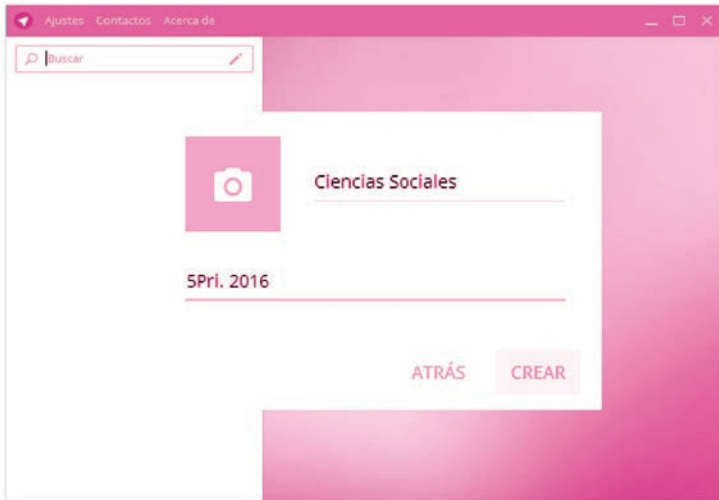 Ajustes Contactos Acerca de
Buscar
Ciencias Sociales
5Pri. 2016
ATRÁS CREAR